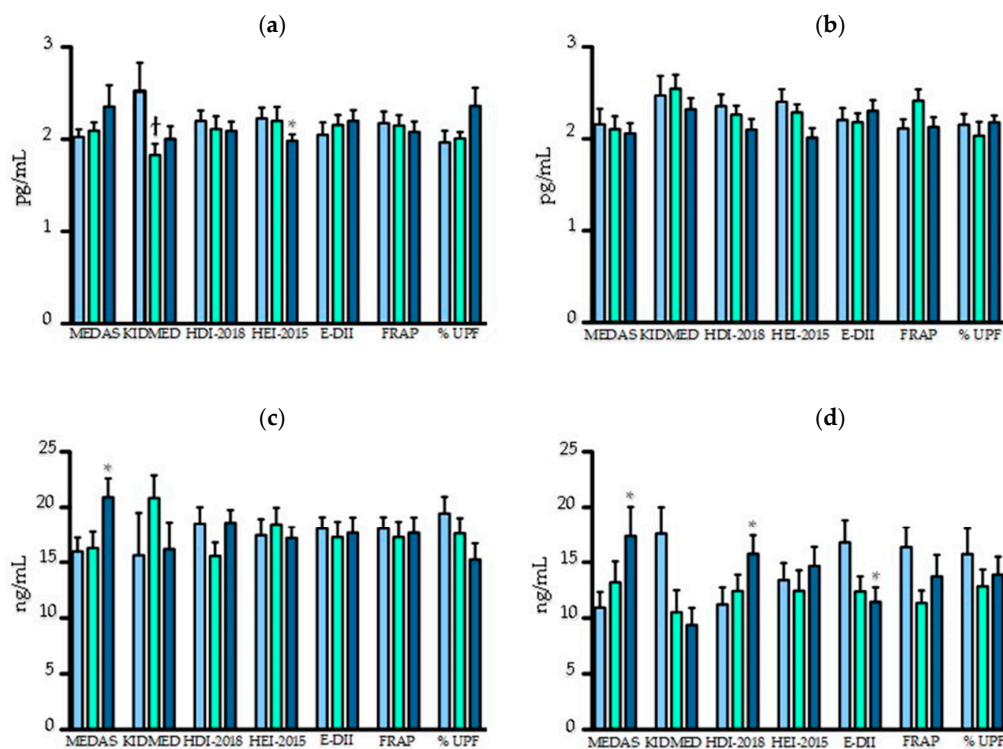 (a)
3
2
1
0
pg/mL
†
*
MEDAS KIDMED HDI-2018 HEI-2015 E-DII FRAP % UPF
(b)
3
2
1
0
pg/mL
MEDAS KIDMED HDI-2018 HEI-2015 E-DII FRAP % UPF
(c)
25
20
15
10
5
0
ng/mL
*
MEDAS KIDMED HDI-2018 HEI-2015 E-DII FRAP % UPF
(d)
25
20
15
10
5
0
ng/mL
*
*
*
MEDAS KIDMED HDI-2018 HEI-2015 E-DII FRAP % UPF